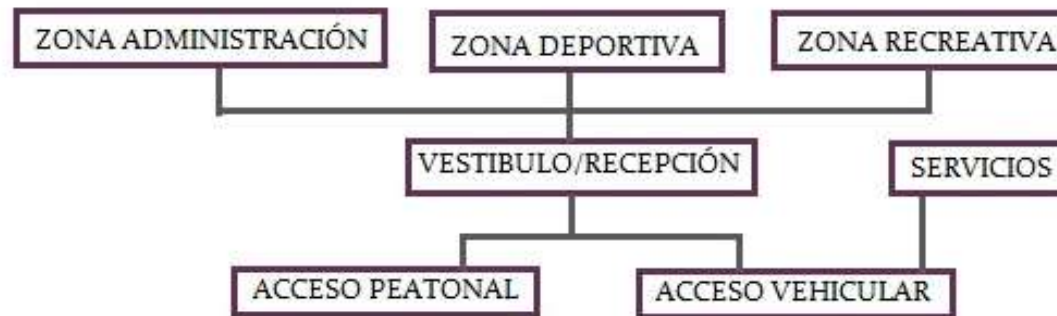 ZONA ADMINISTRACIÓN
ZONA DEPORTIVA
ZONA RECREATIVA
VESTIBULO/RECEPCIÓN
SERVICIOS
ACCESO PEATONAL
ACCESO VEHICULAR